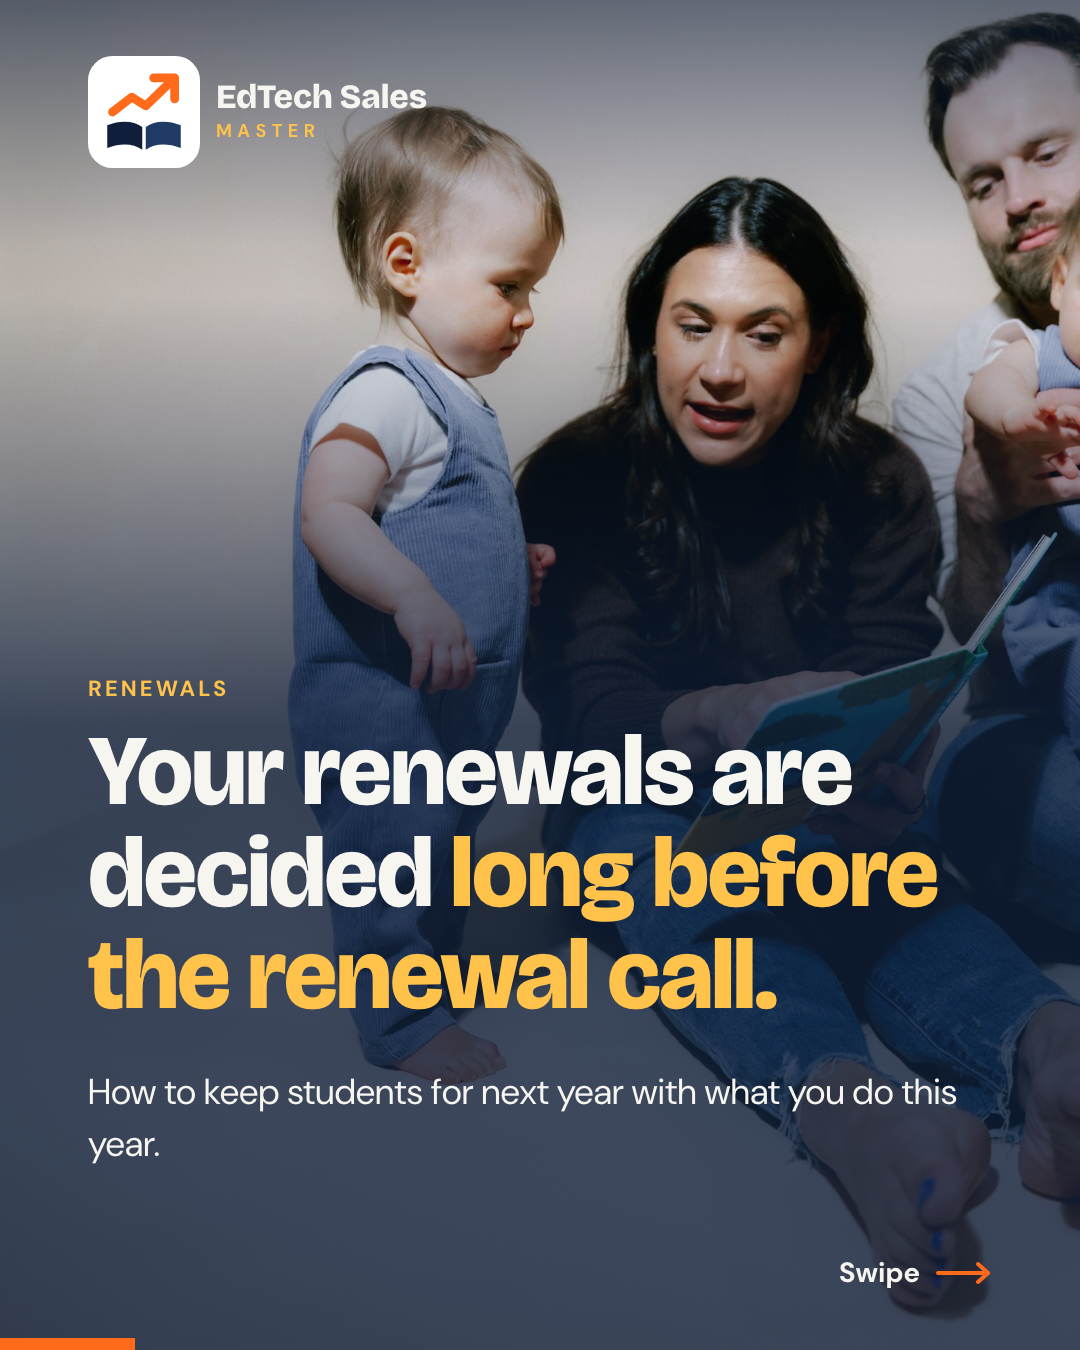 EdTech Sales
MASTER
RENEWALS
Your renewals are
decided long before
the renewal call.
How to keep students for next year with what you do this
year.
Swipe